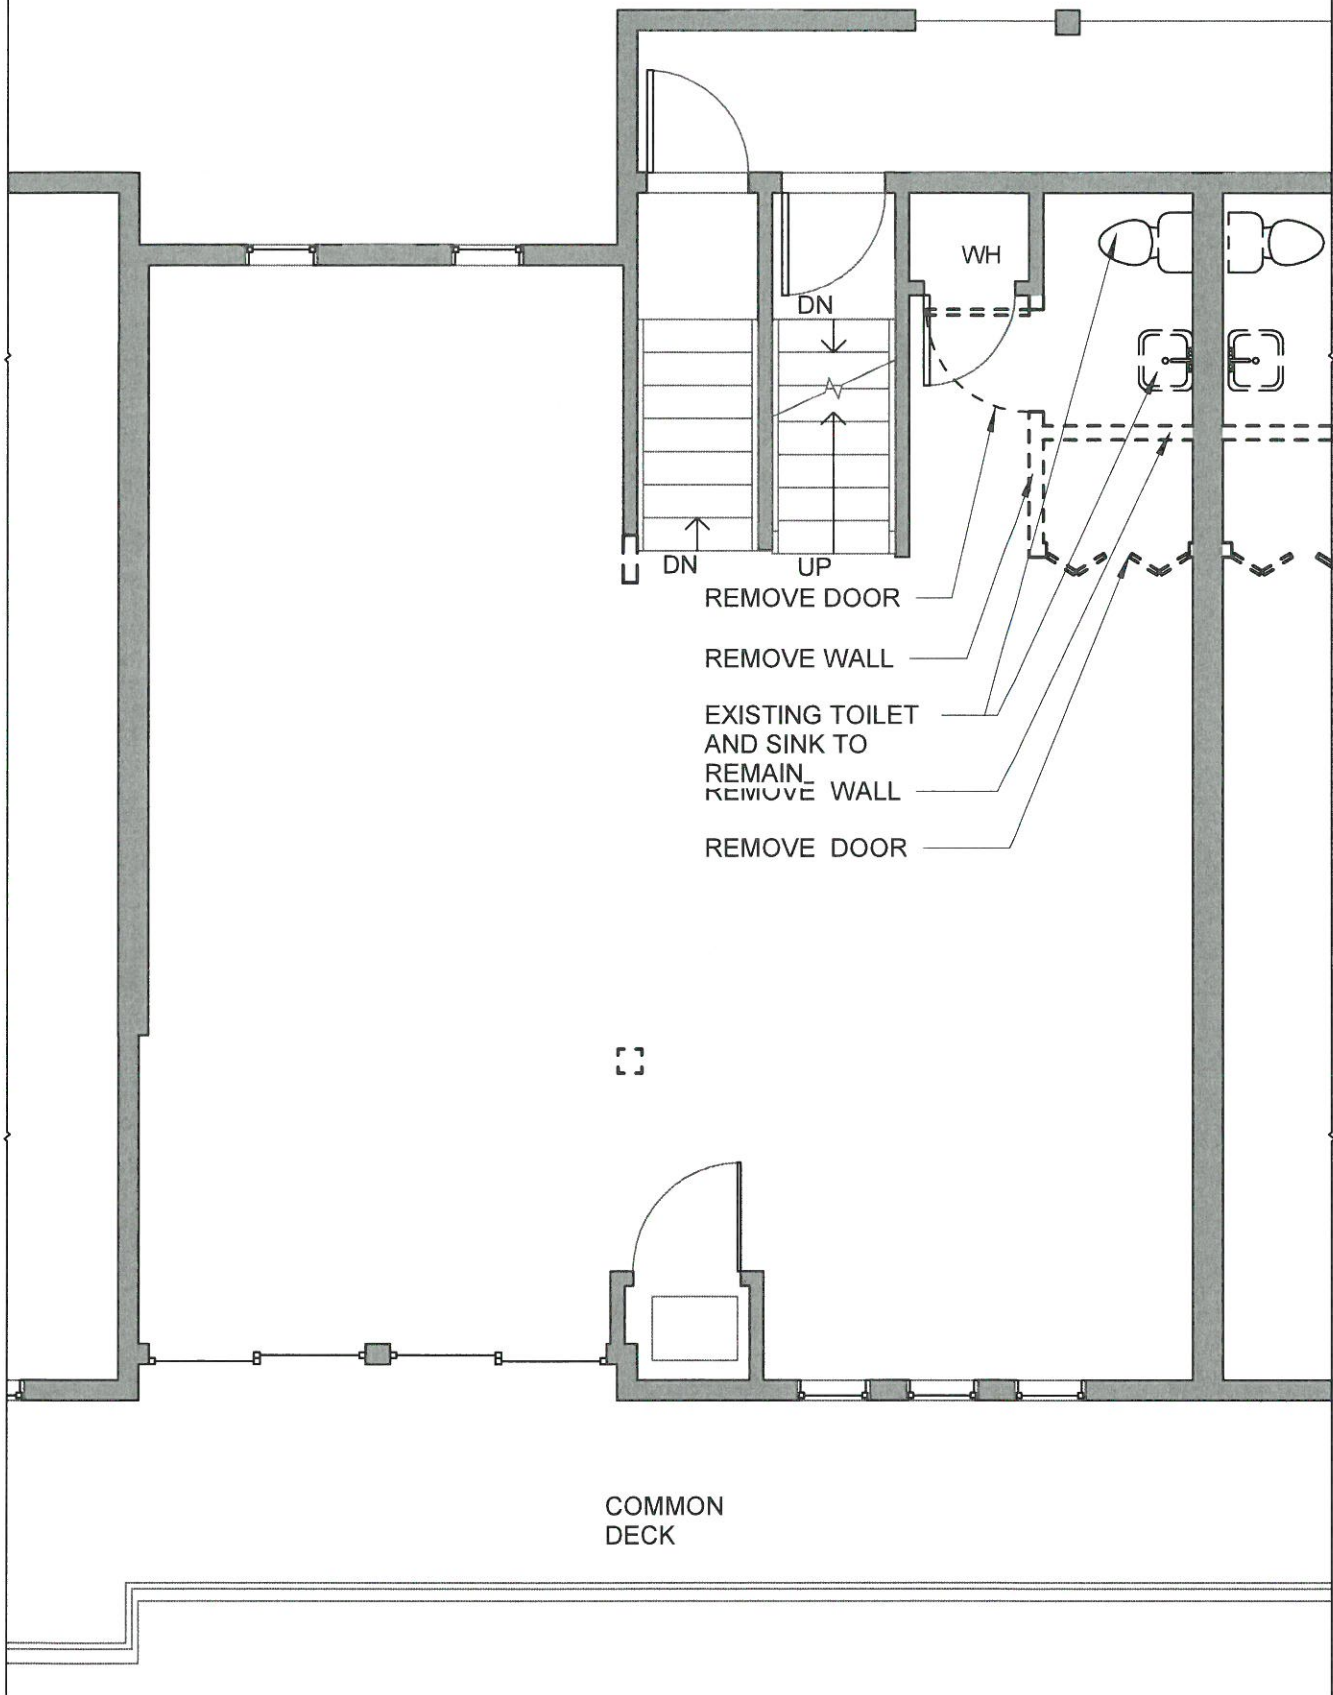 WH
DN
DN
UP
REMOVE DOOR
REMOVE WALL
EXISTING TOILET
AND SINK TO
REMAIN
REMOVE WALL
REMOVE DOOR
COMMON
DECK